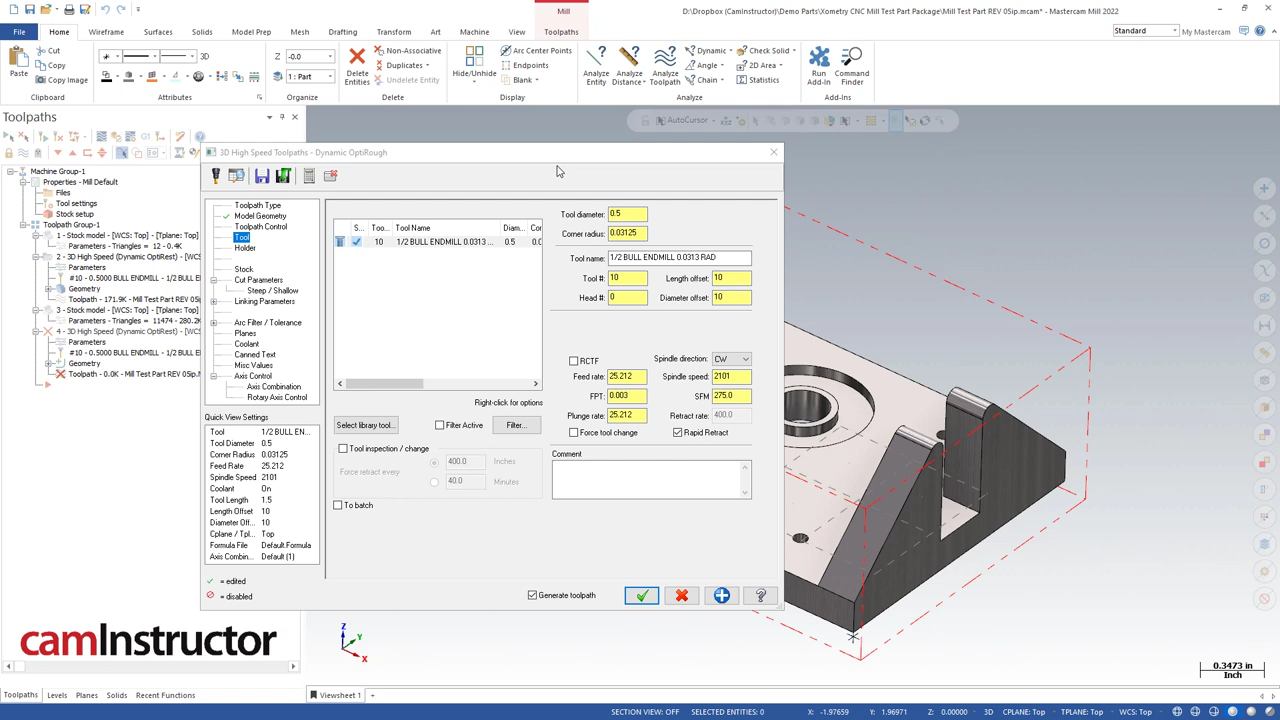 Mill
D:\Dropbox (CamInstructor)\Demo Parts\Xometry CNC Mill Test Part Package\Mill Test Part REV 05ip.mcam* - Mastercam Mill 2022
File Home Wireframe Surfaces Solids Model Prep Mesh Drafting Transform Art Machine View Toolpaths
Standard My Mastercam
Paste
Cut
Copy
Copy Image
Clipboard
3D
Attributes
Z -0.0
1 : Part
Organize
Delete Entities
Non-Associative
Duplicates
Undelete Entity
Delete
Hide/Unhide
Arc Center Points
Endpoints
Blank
Display
Analyze Entity
Analyze Distance
Analyze Toolpath
Dynamic
Angle
Chain
Check Solid
2D Area
Statistics
Analyze
Run Add-In
Command Finder
Add-Ins
Toolpaths
AutoCursor
Machine Group-1
Properties - Mill Default
Files
Tool settings
Stock setup
Toolpath Group-1
1 - Stock model - [WCS: Top] - [Tplane:
Parameters - Triangles = 12 - 0.4K
2 - 3D High Speed (Dynamic OptiRough) - [WCS
Parameters
#10 - 0.5000 BULL ENDMILL - 1/2 BULL
Geometry
Toolpath - 171.9K - Mill Test Part REV 05ip.
3 - Stock model - [WCS: Top] - [Tplane:
Parameters - Triangles = 11474 - 280.2K
4 - 3D High Speed (Dynamic OptiRest) - [WCS:
Parameters
#10 - 0.5000 BULL ENDMILL - 1/2 BULL
Geometry
Toolpath - 0.0K - Mill Test Part REV 05ip.M
3D High Speed Toolpaths - Dynamic OptiRough
Toolpath Type
Model Geometry
Toolpath Control
Tool
Holder
Stock
Cut Parameters
Steep / Shallow
Linking Parameters
Arc Filter / Tolerance
Planes
Coolant
Canned Text
Misc Values
Axis Control
Axis Combination
Rotary Axis Control
Quick View Settings
Tool 1/2 BULL EN...
Tool Diameter 0.5
Corner Radius 0.03125
Feed Rate 25.212
Spindle Speed 2101
Coolant On
Tool Length 1.5
Length Offset 10
Diameter Off... 10
Cplane / Tpl... Top
Formula File Default.Formula
Axis Combin... Default (1)
= edited
= disabled
S... Too... Tool Name Diam... Cor
10 1/2 BULL ENDMILL 0.0313 ... 0.5 0.0
Right-click for options
Select library tool...
Filter Active
Filter...
Tool inspection / change
Force retract every
400.0 Inches
40.0 Minutes
To batch
Tool diameter: 0.5
Corner radius: 0.03125
Tool name: 1/2 BULL ENDMILL 0.0313 RAD
Tool #: 10 Length offset: 10
Head #: 0 Diameter offset: 10
RCTF Spindle direction: CW
Feed rate: 25.212 Spindle speed: 2101
FPT: 0.003 SFM 275.0
Plunge rate: 25.212 Retract rate: 400.0
Force tool change Rapid Retract
Comment
Generate toolpath
camInstructor
Z
Y
X
0.3473 in
Inch
Toolpaths Levels Planes Solids Recent Functions
Viewsheet 1 +
SECTION VIEW: OFF SELECTED ENTITIES: 0 X: -1.97659 Y: 1.96971 Z: 0.00000 3D CPLANE: Top TPLANE: Top WCS: Top